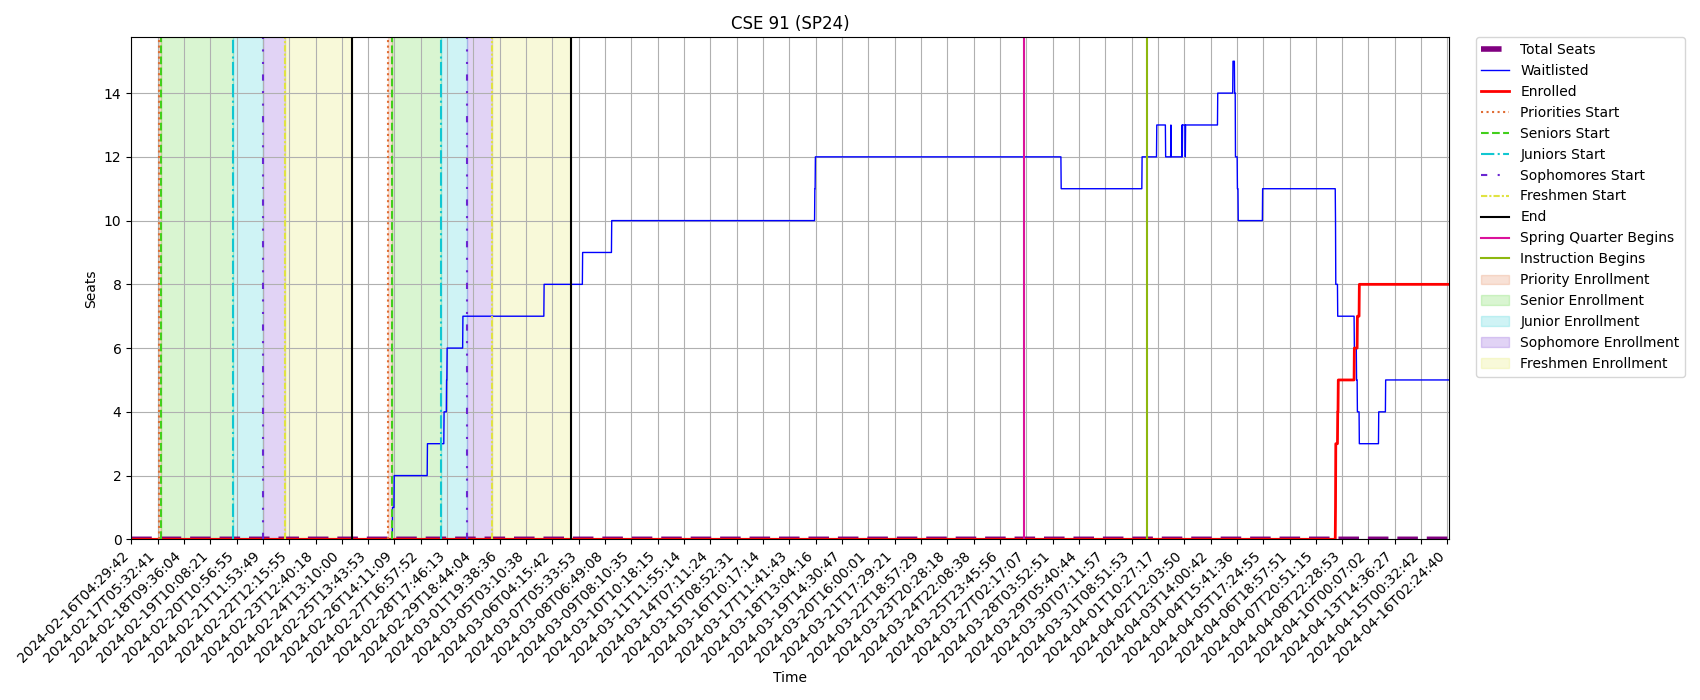 CSE 91 (SP24)
Seats
14
12
10
8
6
4
2
0
2024-02-16T04:29:42
2024-02-17T05:32:41
2024-02-18T09:36:04
2024-02-19T10:08:21
2024-02-20T10:56:55
2024-02-21T11:53:49
2024-02-22T12:15:55
2024-02-23T12:40:18
2024-02-24T13:10:00
2024-02-25T13:43:53
2024-02-26T14:11:09
2024-02-27T16:57:52
2024-02-28T17:46:13
2024-02-29T18:44:04
2024-03-01T19:38:36
2024-03-05T03:10:38
2024-03-06T04:15:42
2024-03-07T05:33:53
2024-03-08T06:49:08
2024-03-09T08:10:35
2024-03-10T10:18:15
2024-03-11T11:55:14
2024-03-14T07:11:24
2024-03-15T08:52:31
2024-03-16T10:17:14
2024-03-17T11:41:43
2024-03-18T13:04:16
2024-03-19T14:30:47
2024-03-20T16:00:01
2024-03-21T17:29:21
2024-03-22T18:57:29
2024-03-23T20:28:18
2024-03-24T22:08:38
2024-03-25T23:45:56
2024-03-27T02:17:07
2024-03-28T03:52:51
2024-03-29T05:40:44
2024-03-30T07:11:57
2024-03-31T08:51:53
2024-04-01T10:27:17
2024-04-02T12:03:50
2024-04-03T14:00:42
2024-04-04T15:41:36
2024-04-05T17:24:55
2024-04-06T18:57:51
2024-04-07T20:51:15
2024-04-08T22:28:53
2024-04-10T00:07:02
2024-04-13T14:36:27
2024-04-15T00:32:42
2024-04-16T02:24:40
Time
Total Seats
Waitlisted
Enrolled
Priorities Start
Seniors Start
Juniors Start
Sophomores Start
Freshmen Start
End
Spring Quarter Begins
Instruction Begins
Priority Enrollment
Senior Enrollment
Junior Enrollment
Sophomore Enrollment
Freshmen Enrollment